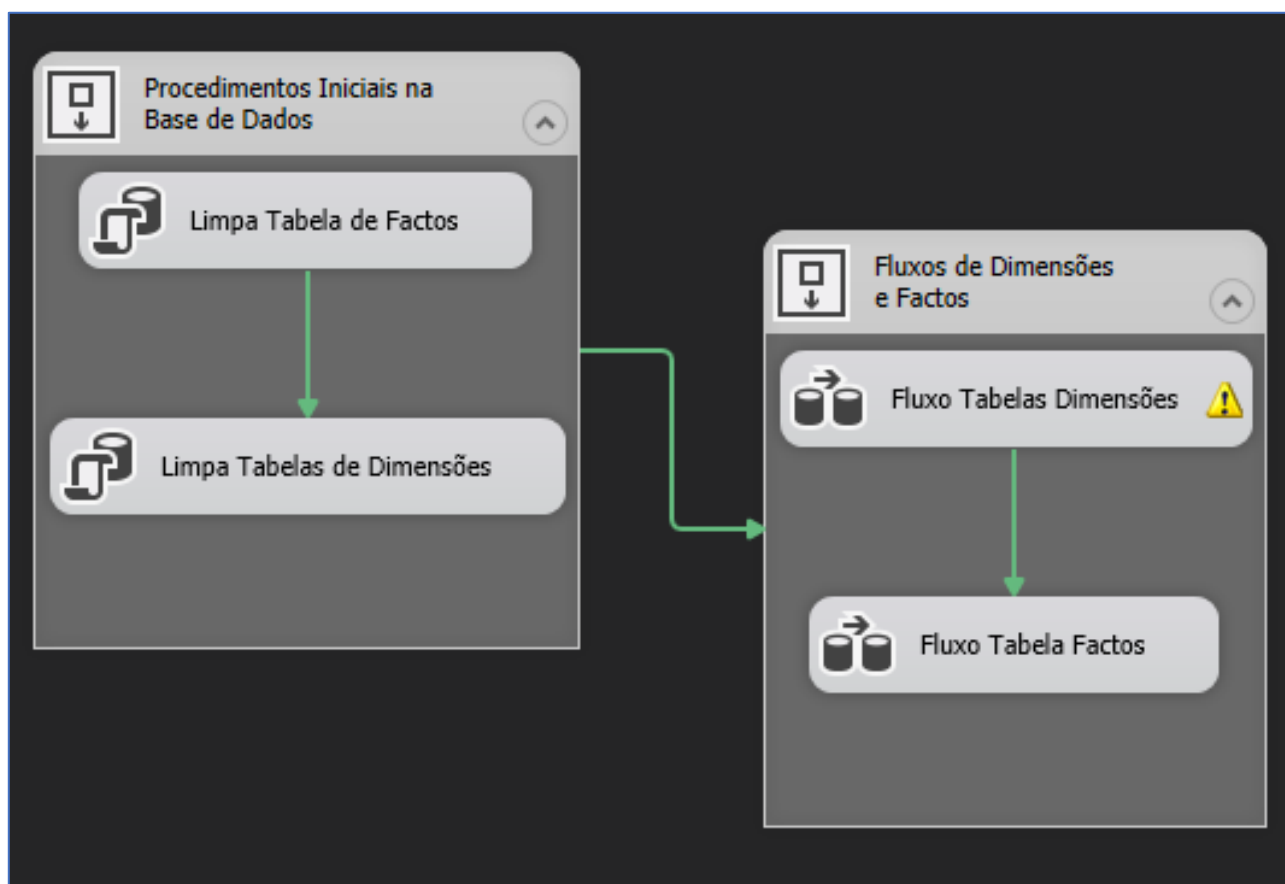 Procedimentos Iniciais na
Base de Dados
Limpa Tabela de Factos
Limpa Tabelas de Dimensões
Fluxos de Dimensões
e Factos
Fluxo Tabelas Dimensões
Fluxo Tabela Factos